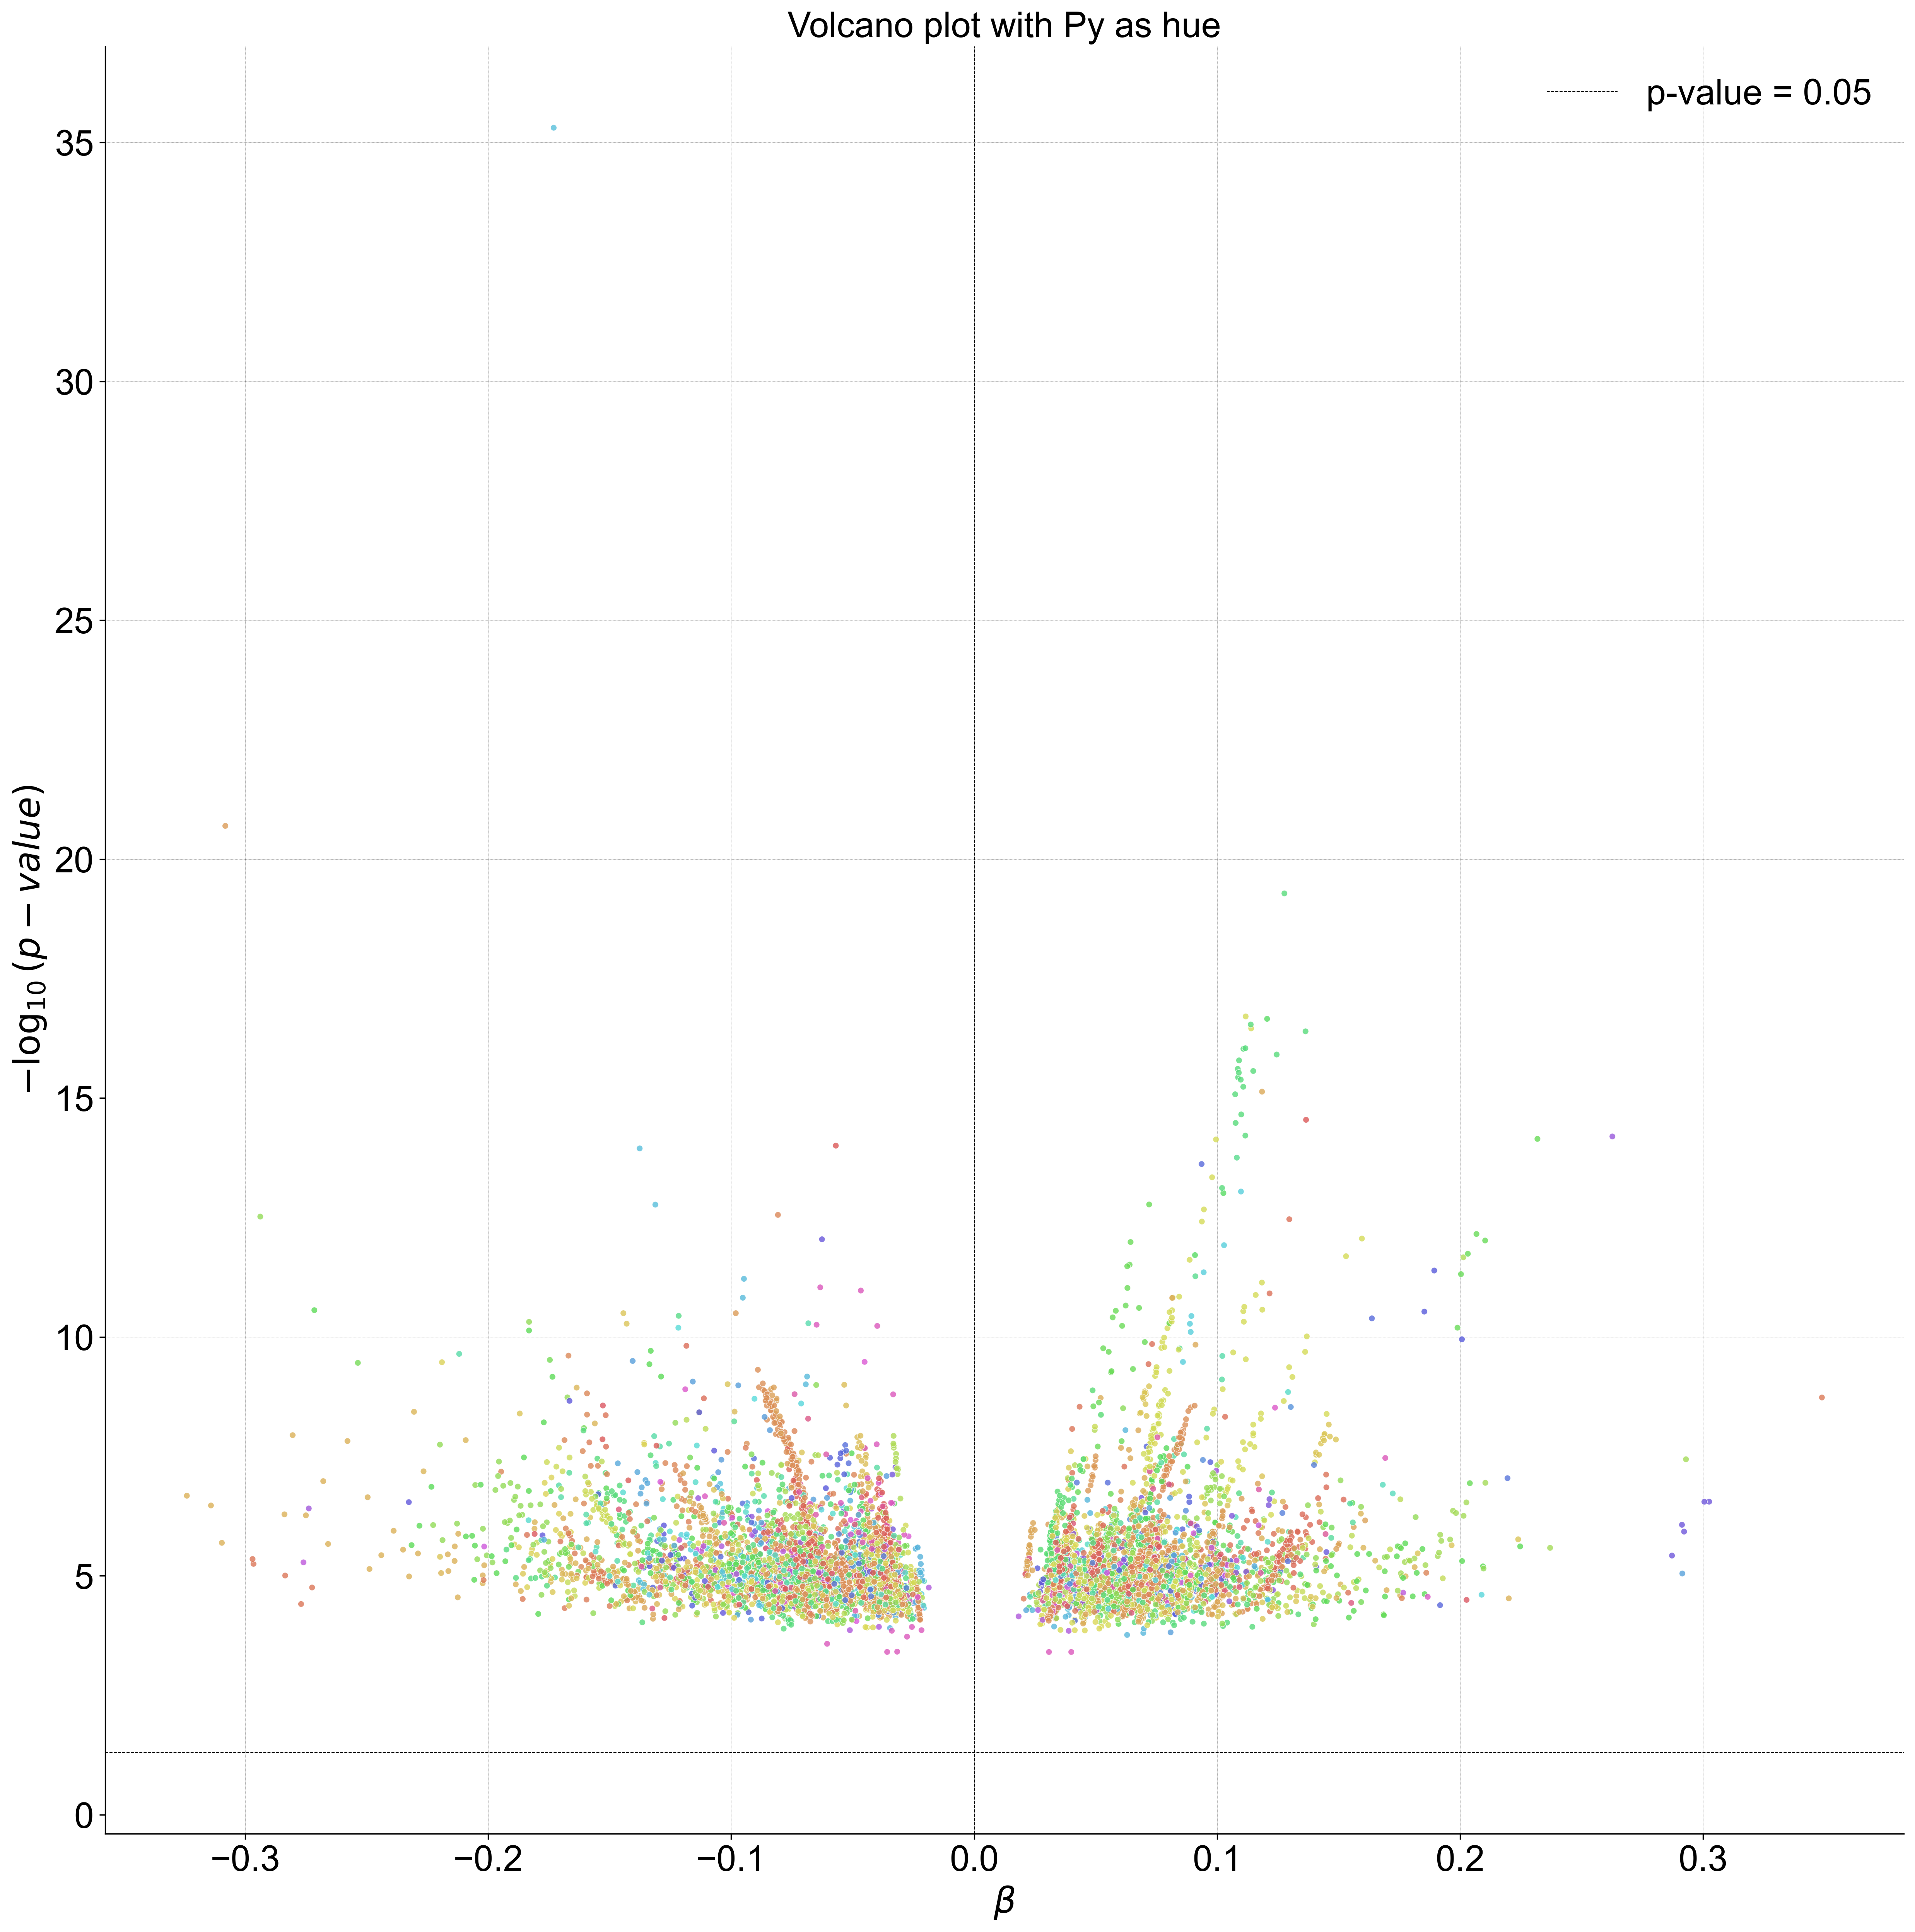 Volcano plot with Py as hue
p-value = 0.05
35
30
25
20
15
10
5
0
−log₁₀(p − value)
−0.3 −0.2 −0.1 0.0 0.1 0.2 0.3
β